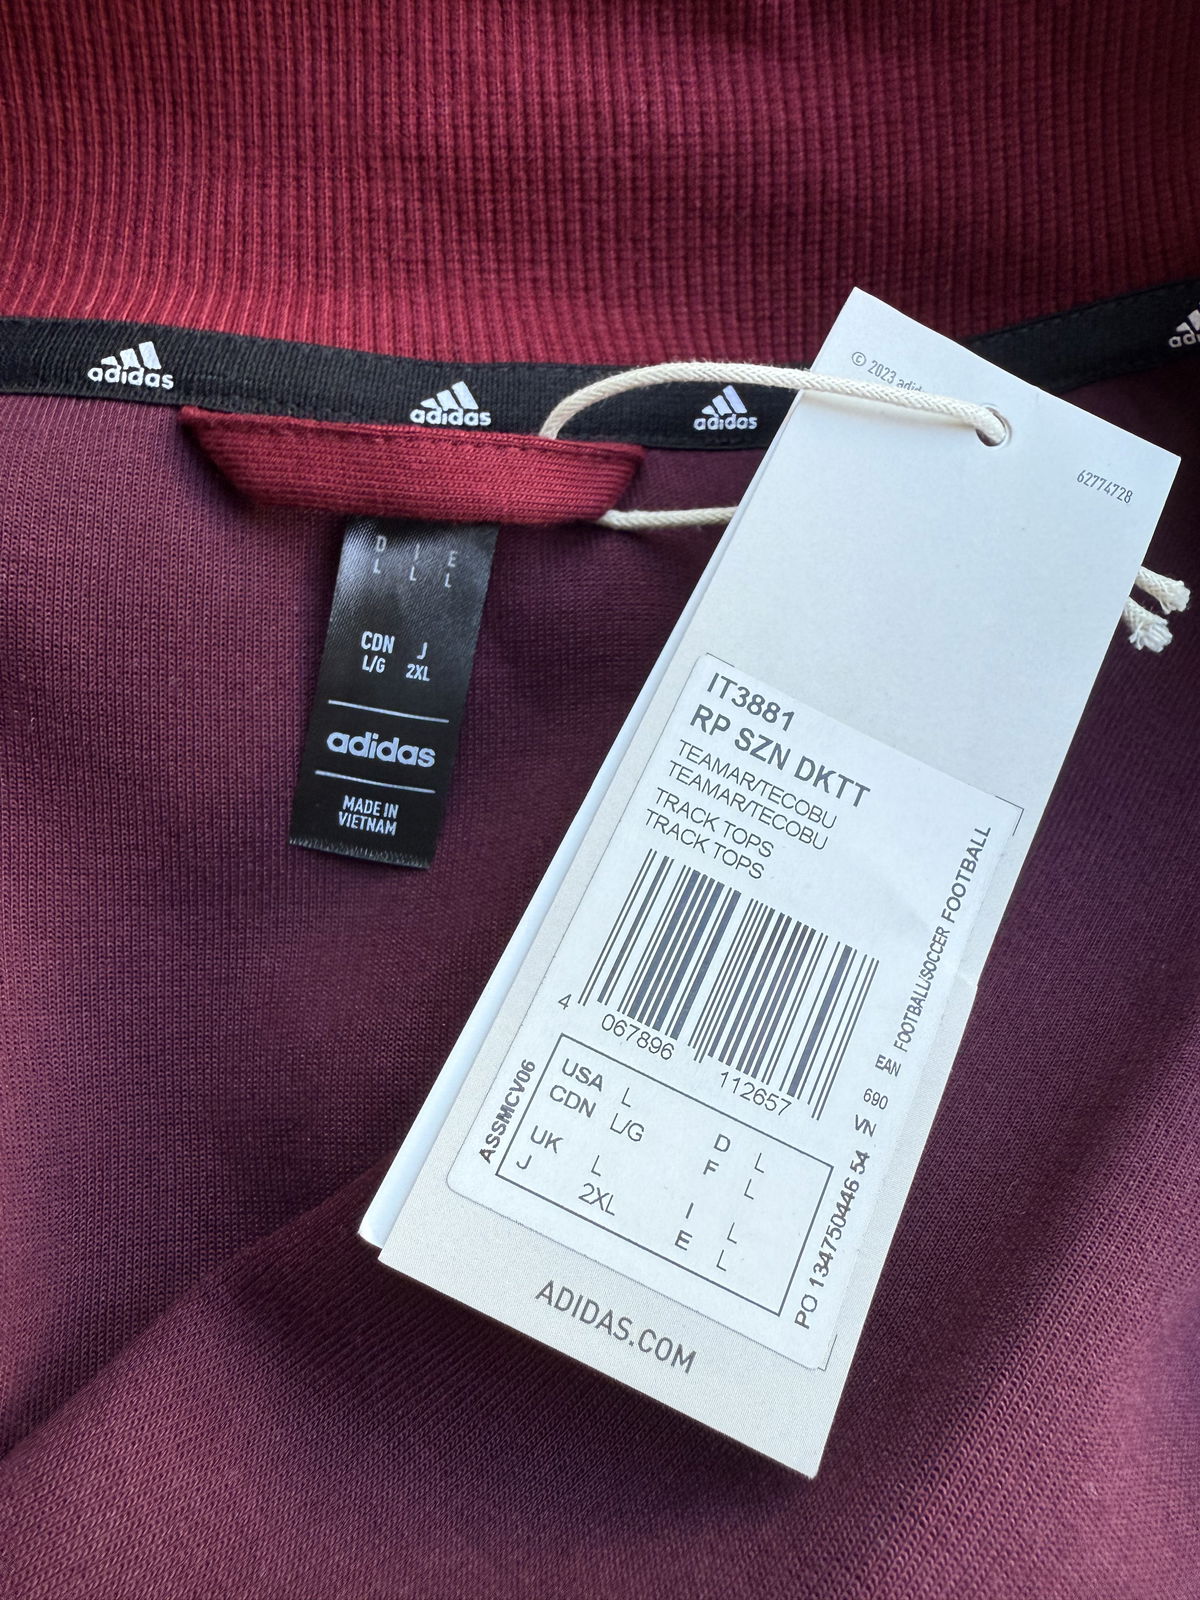 adidas
adidas
adidas
D I E
L L L
CDN J
L/G 2XL
adidas
MADE IN
VIETNAM
© 2023
62774728
IT3881
RP SZN DKTT
TEAMAR/TECOBU
TEAMAR/TECOBU
TRACK TOPS
TRACK TOPS
4 067896 112657
EAN
690
VN
FOOTBALL/SOCCER FOOTBALL
ASSMCV06
USA L D L
CDN L/G F L
UK L I L
J 2XL E L
PO 134750446 54
ADIDAS.COM